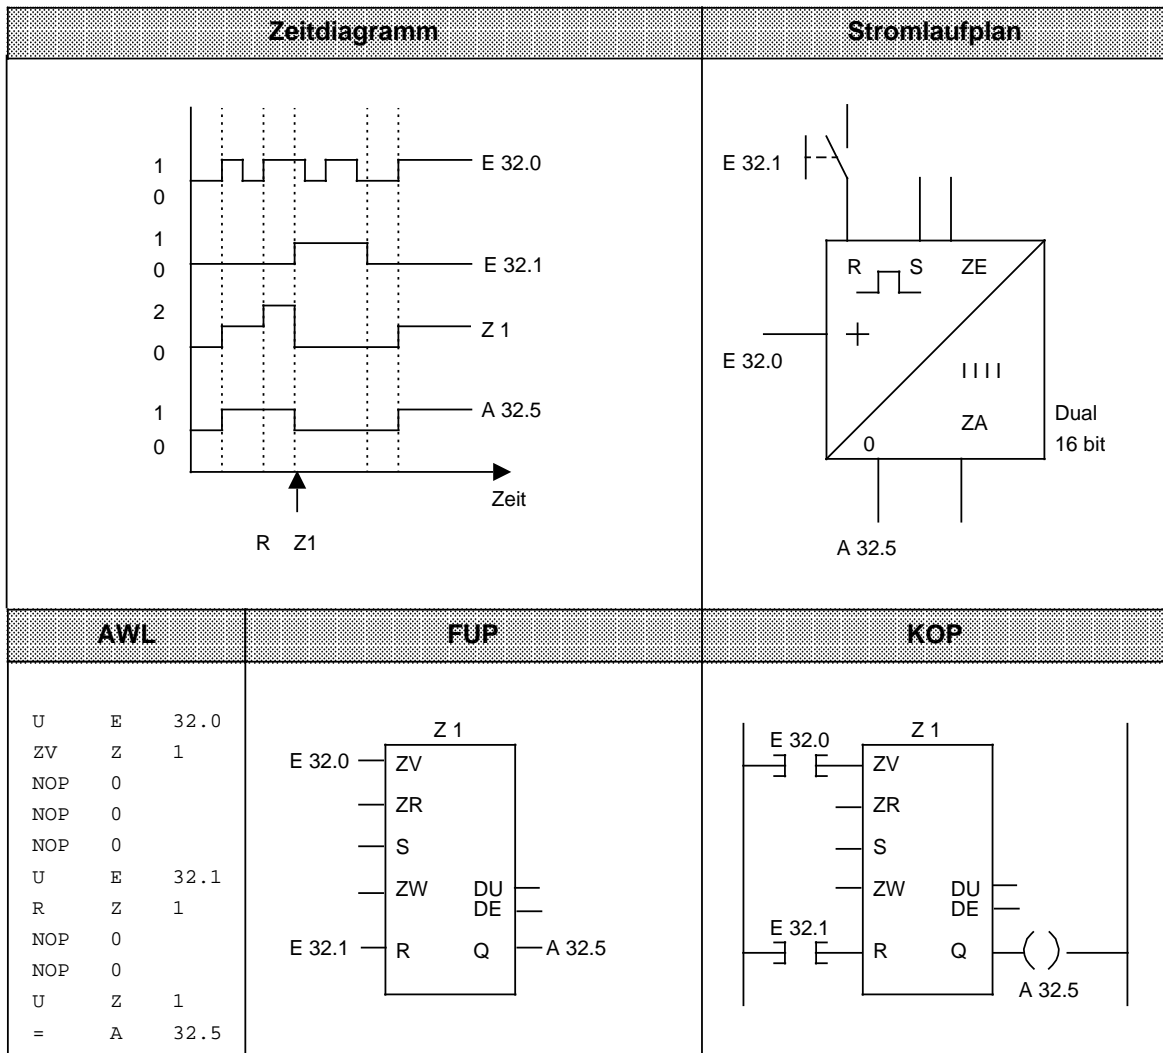 Zeitdiagramm
Stromlaufplan
1
0
E 32.0
1
0
E 32.1
2
0
Z 1
1
0
A 32.5
Zeit
R Z1
E 32.1
R S ZE
E 32.0
+
I I I I
ZA
0
Dual
16 bit
A 32.5
AWL
FUP
KOP
U E 32.0
ZV Z 1
NOP 0
NOP 0
NOP 0
U E 32.1
R Z 1
NOP 0
NOP 0
U Z 1
= A 32.5
Z 1
E 32.0 ZV
ZR
S
ZW DU
DE
E 32.1 R Q A 32.5
Z 1
E 32.0
ZV
ZR
S
ZW DU
DE
E 32.1
R Q
A 32.5